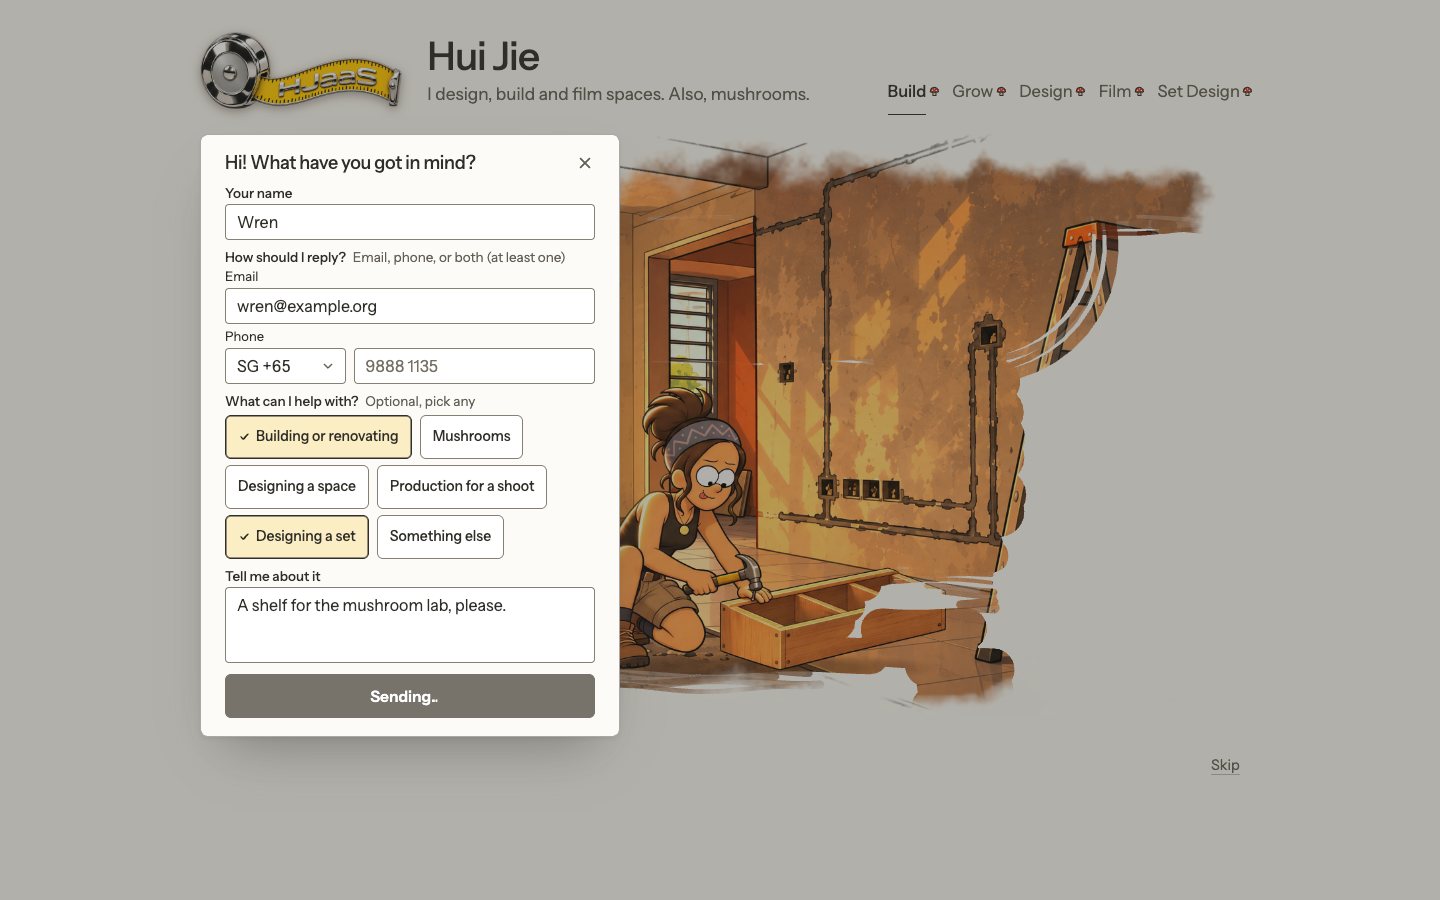 HJaaS
Hui Jie
I design, build and film spaces. Also, mushrooms.
Build Grow Design Film Set Design
Hi! What have you got in mind?
Your name
Wren
How should I reply? Email, phone, or both (at least one)
Email
wren@example.org
Phone
SG +65 9888 1135
What can I help with? Optional, pick any
Building or renovating Mushrooms
Designing a space Production for a shoot
Designing a set Something else
Tell me about it
A shelf for the mushroom lab, please.
Sending..
Skip